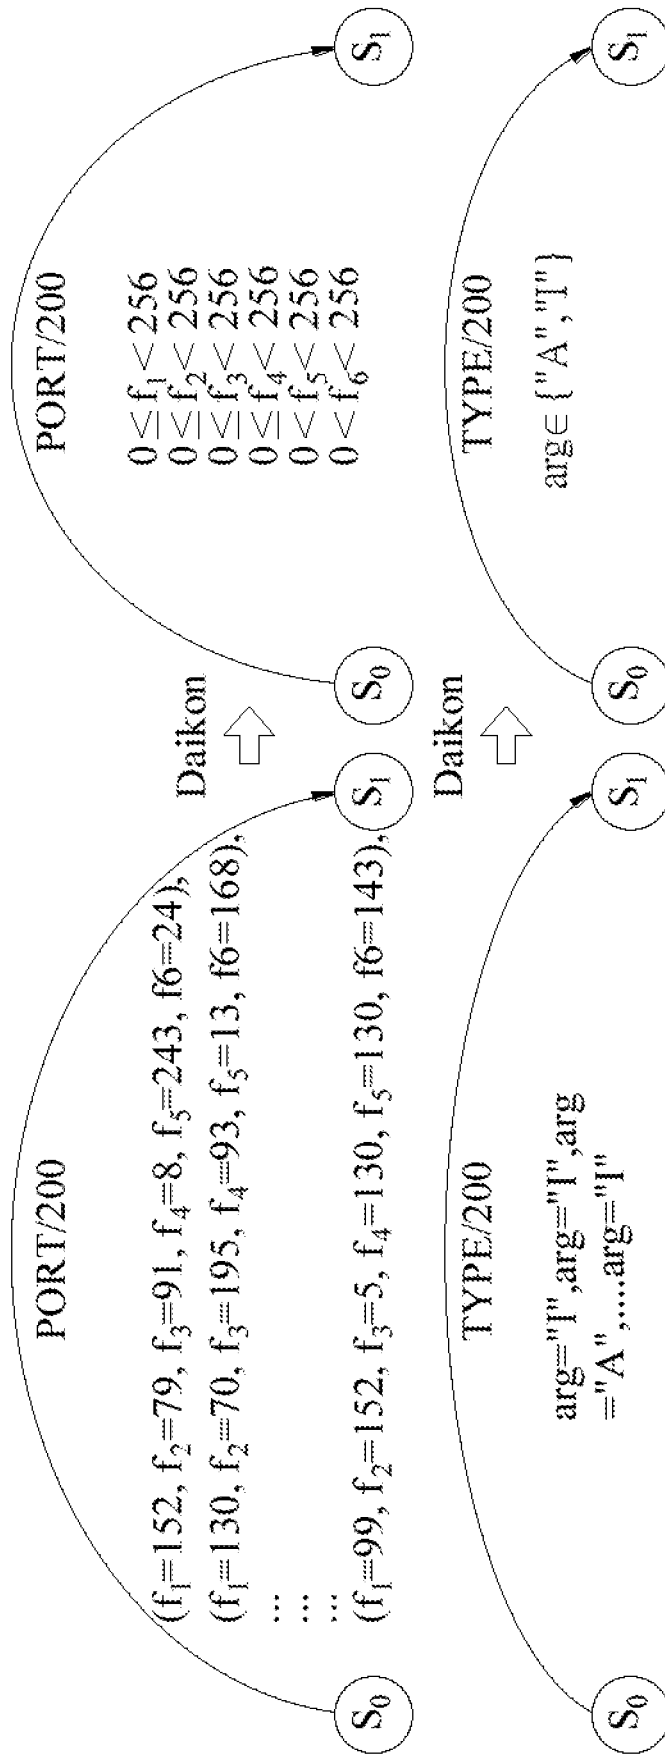 PORT/200
(f₁=152, f₂=79, f₃=91, f₄=8, f₅=243, f6=24),
(f₁=130, f₂=70, f₃=195, f₄=93, f₅=13, f6=168),
...
...
...
(f₁=99, f₂=152, f₃=5, f₄=130, f₅=130, f6=143),
S₀
S₁
Daikon
PORT/200
0 ≤ f₁ < 256
0 ≤ f₂ < 256
0 ≤ f₃ < 256
0 ≤ f₄ < 256
0 < f₅ < 256
0 < f₆ < 256
S₀
S₁
TYPE/200
arg="I",arg="I",arg
="A",....arg="I"
S₀
S₁
Daikon
TYPE/200
arg∈{"A","I"}
S₀
S₁